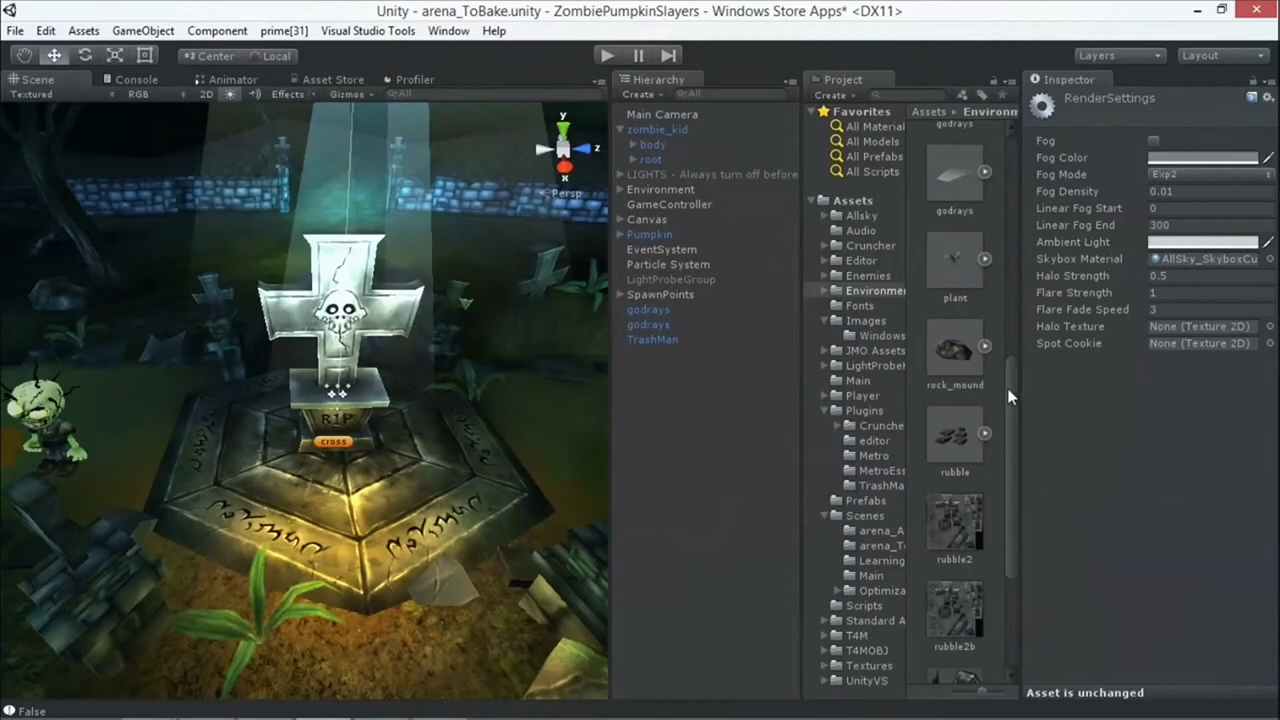 Unity - arena_ToBake.unity - ZombiePumpkinSlayers - Windows Store Apps* <DX11>
File Edit Assets GameObject Component prime[31] Visual Studio Tools Window Help
Center Local Layers Layout
Scene Console Animator Asset Store Profiler
Textured RGB 2D Effects Gizmos All
Hierarchy
Create All
Main Camera
zombie_kid
body
root
LIGHTS - Always turn off before
Environment
GameController
Canvas
Pumpkin
EventSystem
Particle System
LightProbeGroup
SpawnPoints
godrays
godrays
TrashMan
Project
Create
Favorites
All Material
All Models
All Prefabs
All Scripts
Assets
Allsky
Audio
Cruncher
Editor
Enemies
Environmer
Fonts
Images
Windows
JMO Assets
LightProbeH
Main
Player
Plugins
Crunche
editor
Metro
MetroEss
TrashMa
Prefabs
Scenes
arena_A
arena_To
Learning
Main
Optimiza
Scripts
Standard A
T4M
T4MOBJ
Textures
UnityVS
Assets Environn
godrays
godrays
plant
rock_mound
rubble
rubble2
rubble2b
Inspector
RenderSettings
Fog
Fog Color
Fog Mode Exp2
Fog Density 0.01
Linear Fog Start 0
Linear Fog End 300
Ambient Light
Skybox Material AllSky_SkyboxCu
Halo Strength 0.5
Flare Strength 1
Flare Fade Speed 3
Halo Texture None (Texture 2D)
Spot Cookie None (Texture 2D)
Asset is unchanged
y
z
x
Persp
RIP
cross
False